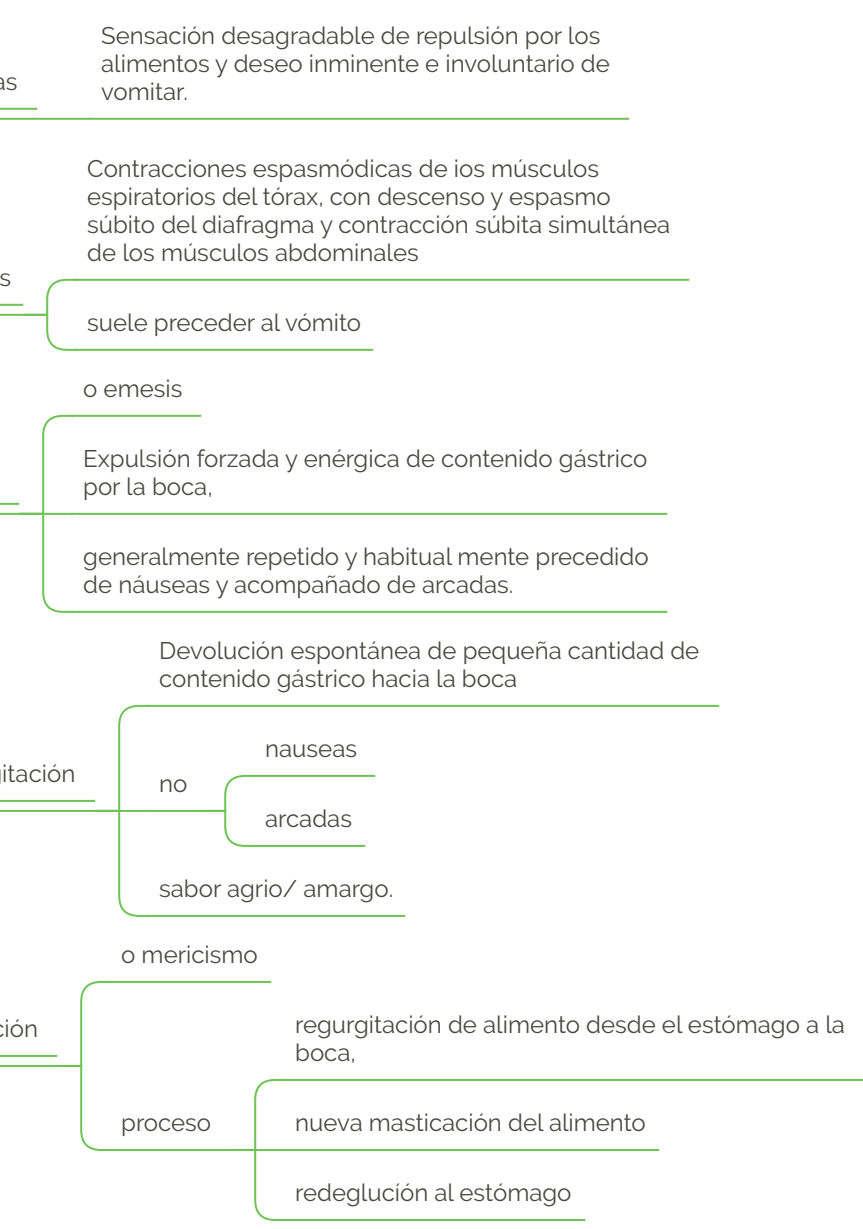 Sensación desagradable de repulsión por los
alimentos y deseo inminente e involuntario de
vomitar.
as
Contracciones espasmódicas de ios músculos
espiratorios del tórax, con descenso y espasmo
súbito del diafragma y contracción súbita simultánea
de los músculos abdominales
s
suele preceder al vómito
o emesis
Expulsión forzada y enérgica de contenido gástrico
por la boca,
generalmente repetido y habitual mente precedido
de náuseas y acompañado de arcadas.
Devolución espontánea de pequeña cantidad de
contenido gástrico hacia la boca
gitación
no
nauseas
arcadas
sabor agrio/ amargo.
o mericismo
ción
proceso
regurgitación de alimento desde el estómago a la
boca,
nueva masticación del alimento
redeglución al estómago